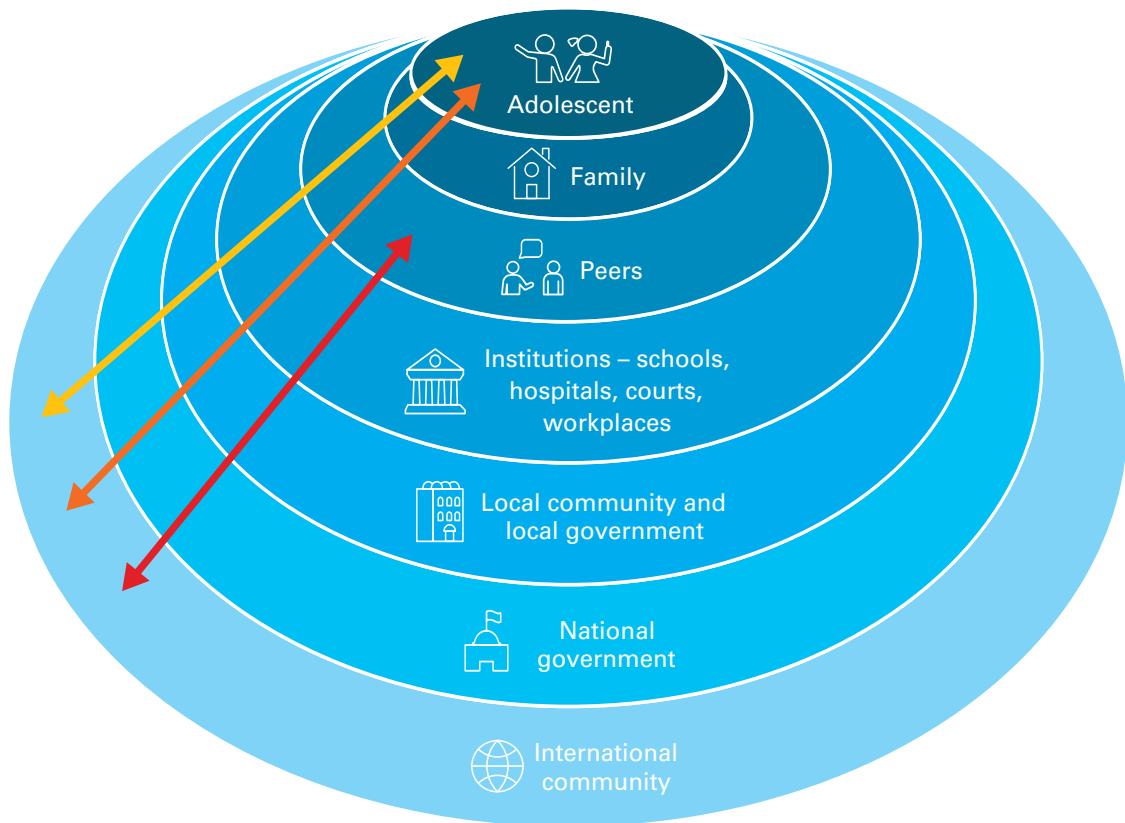 Adolescent
Family
Peers
Institutions – schools,
hospitals, courts,
workplaces
Local community and
local government
National
government
International
community